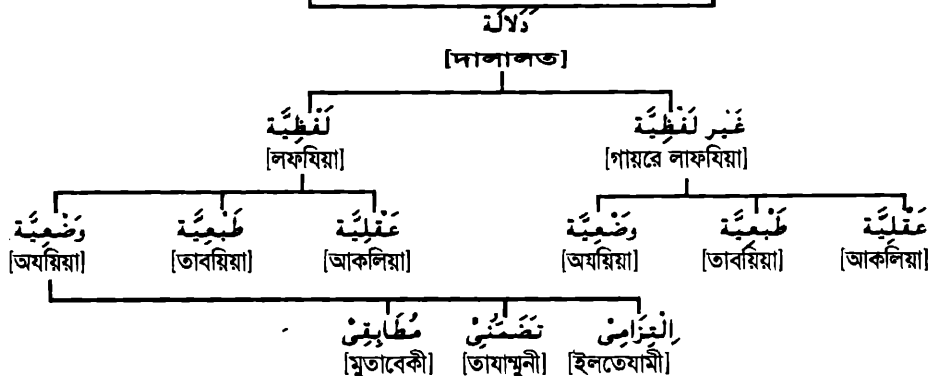 دَلَالَة
[দালালত]
لَفْظِيَّة غَيْر لَفْظِيَّة
[লফযিয়া] [গায়রে লাফযিয়া]
وَضْعِيَّة طَبْعِيَّة عَقْلِيَّة وَضْعِيَّة طَبْعِيَّة عَقْلِيَّة
[অযয়িয়া] [তাবয়িয়া] [আকলিয়া] [অযয়িয়া] [তাবয়িয়া] [আকলিয়া]
مُطَابِقِىْ تَضَمُّنِىْ اِلْتِزَامِىْ
[মুতাবেকী] [তাযাম্মুনী] [ইলতেযামী]